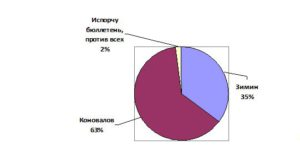 Испорчу
бюллетень,
против всех
2%
Зимин
35%
Коновалов
63%